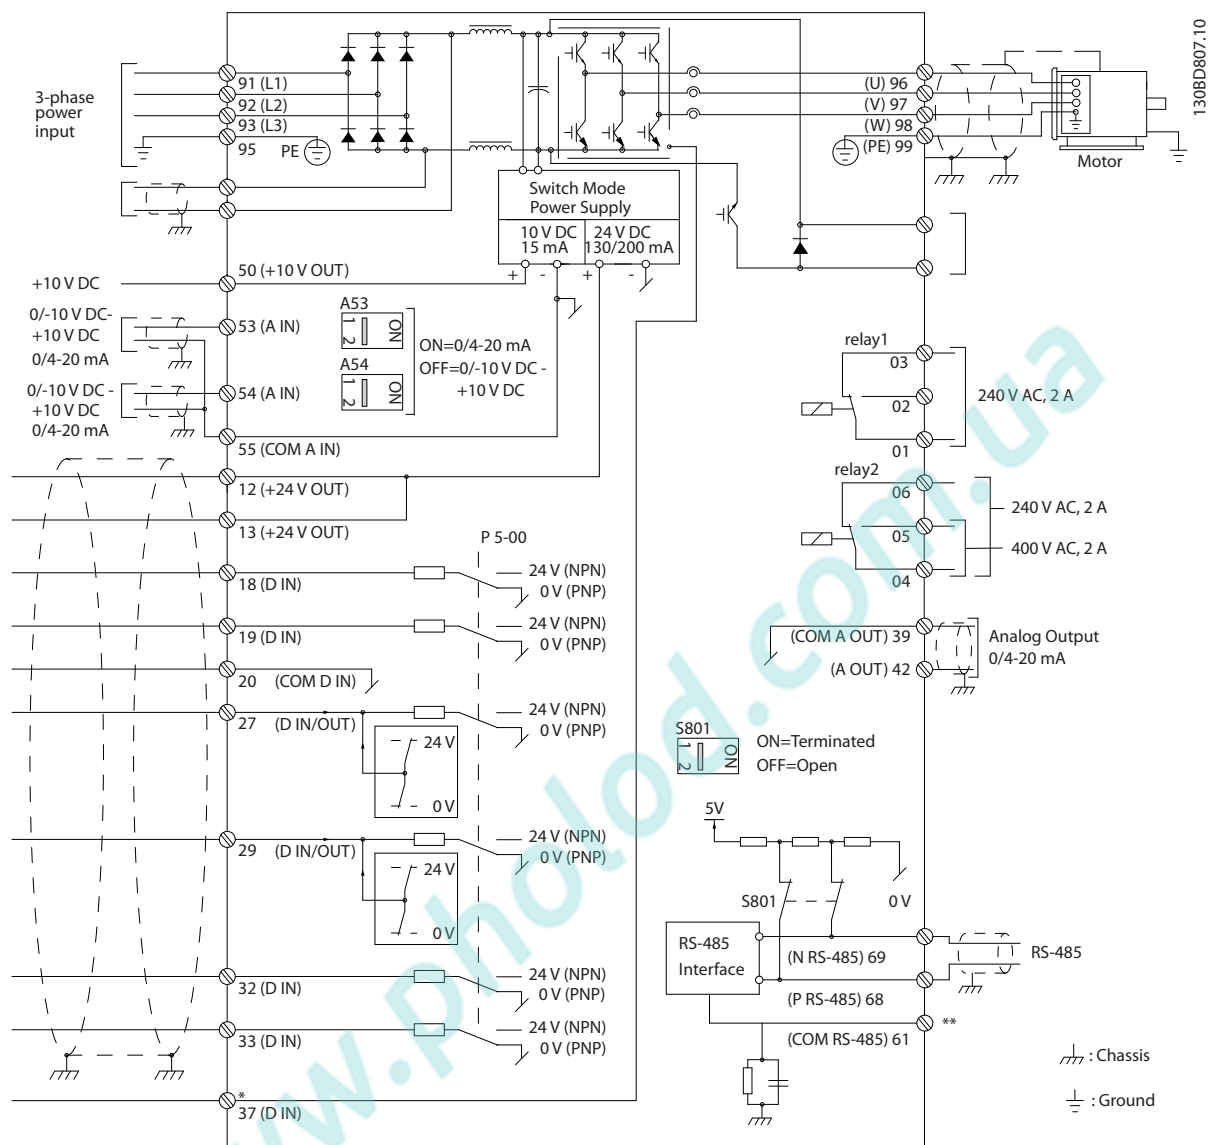 130BD807.10
3-phase
power
input
91 (L1)
92 (L2)
93 (L3)
95
PE
(U) 96
(V) 97
(W) 98
(PE) 99
Motor
Switch Mode
Power Supply
10 V DC
15 mA
24 V DC
130/200 mA
+ - + -
50 (+10 V OUT)
+10 V DC
0/-10 V DC-
+10 V DC
0/4-20 mA
53 (A IN)
A53
1 2 ON
A54
1 2 ON
ON=0/4-20 mA
OFF=0/-10 V DC -
+10 V DC
0/-10 V DC -
+10 V DC
0/4-20 mA
54 (A IN)
55 (COM A IN)
12 (+24 V OUT)
13 (+24 V OUT)
relay1
03
02
01
240 V AC, 2 A
relay2
06
05
04
240 V AC, 2 A
400 V AC, 2 A
P 5-00
18 (D IN)
24 V (NPN)
0 V (PNP)
19 (D IN)
24 V (NPN)
0 V (PNP)
20 (COM D IN)
27 (D IN/OUT)
24 V (NPN)
0 V (PNP)
24 V
0 V
29 (D IN/OUT)
24 V (NPN)
0 V (PNP)
24 V
0 V
32 (D IN)
24 V (NPN)
0 V (PNP)
33 (D IN)
24 V (NPN)
0 V (PNP)
*
37 (D IN)
(COM A OUT) 39
(A OUT) 42
Analog Output
0/4-20 mA
S801
1 2 ON
ON=Terminated
OFF=Open
5V
S801
0 V
RS-485
Interface
(N RS-485) 69
(P RS-485) 68
(COM RS-485) 61
RS-485
**
: Chassis
: Ground
w.pholod.com.ua